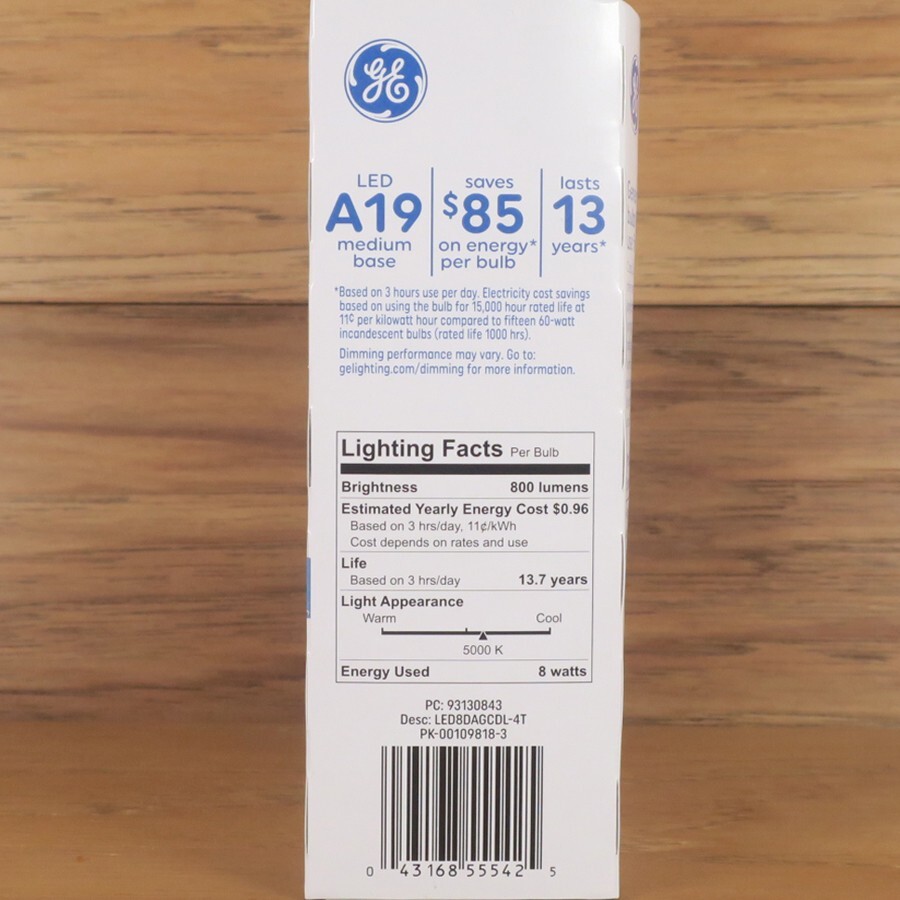 GE
LED
A19
medium
base
saves
$85
on energy*
per bulb
lasts
13
years*
*Based on 3 hours use per day. Electricity cost savings
based on using the bulb for 15,000 hour rated life at
11¢ per kilowatt hour compared to fifteen 60-watt
incandescent bulbs (rated life 1000 hrs).
Dimming performance may vary. Go to:
gelighting.com/dimming for more information.
Lighting Facts Per Bulb
Brightness 800 lumens
Estimated Yearly Energy Cost $0.96
Based on 3 hrs/day, 11¢/kWh
Cost depends on rates and use
Life
Based on 3 hrs/day 13.7 years
Light Appearance
Warm Cool
5000 K
Energy Used 8 watts
PC: 93130843
Desc: LED8DAGCDL-4T
PK-00109818-3
0 43168 55542 5